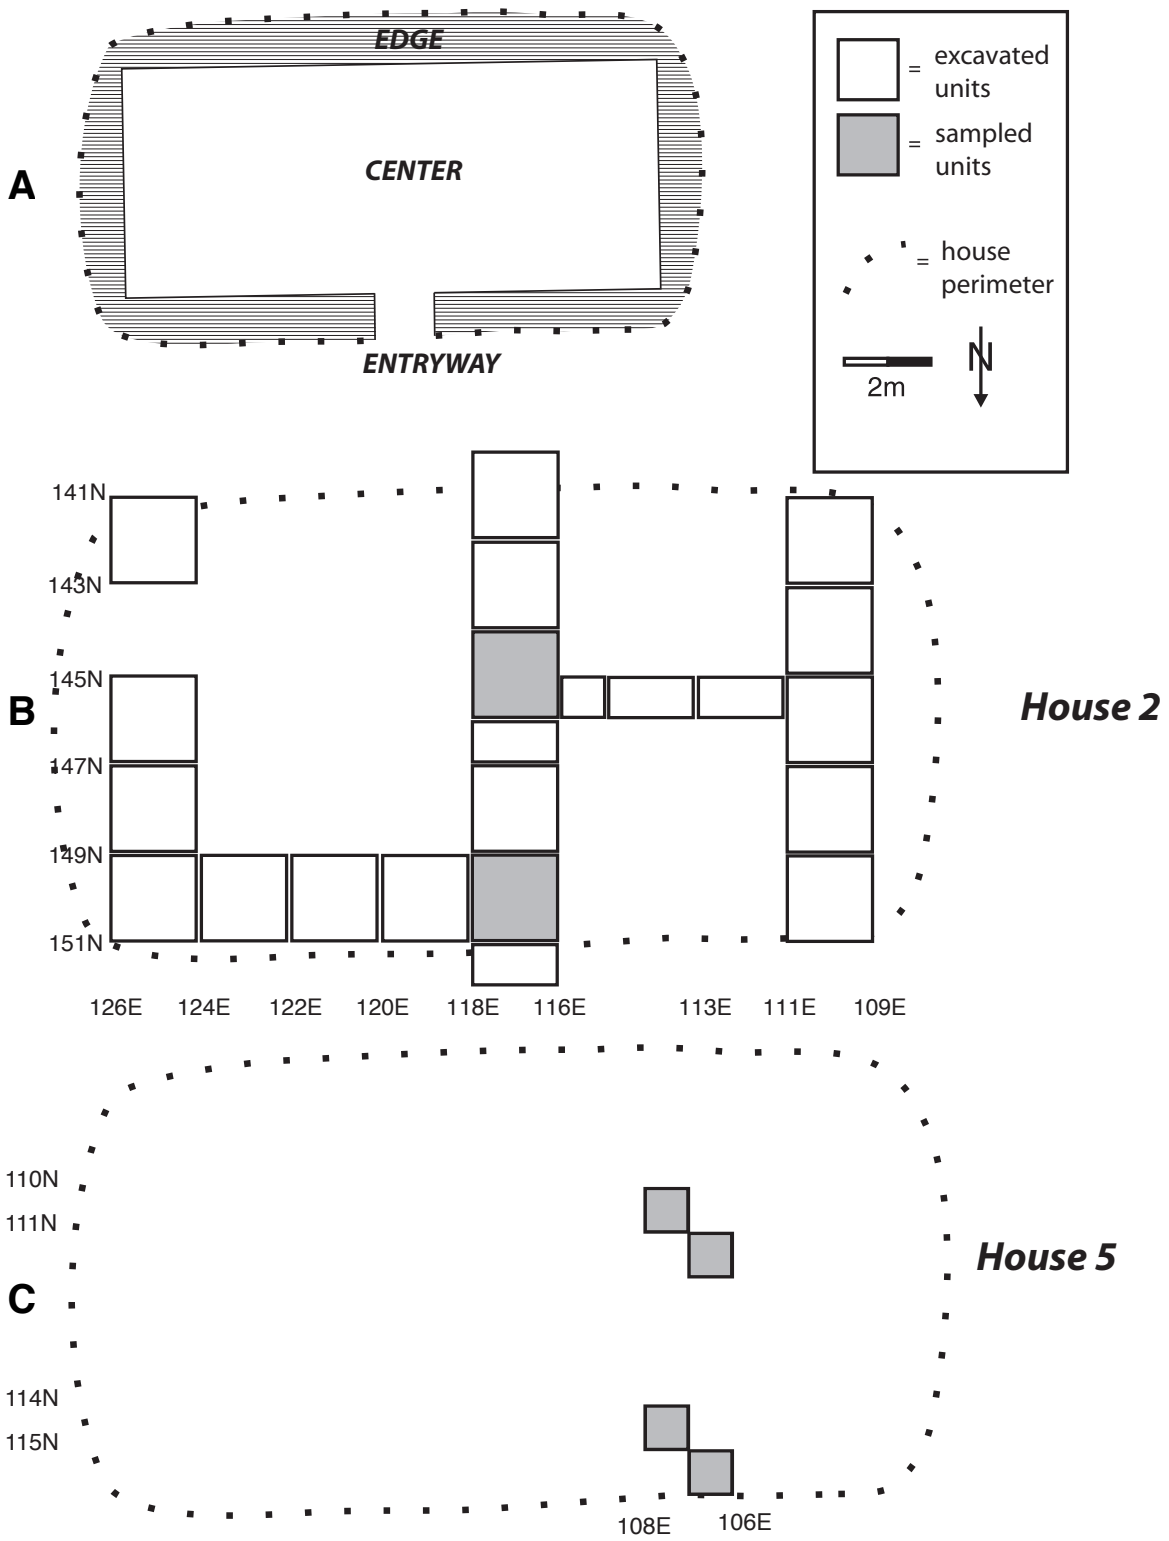 EDGE
CENTER
ENTRYWAY
A
= excavated
units
= sampled
units
= house
perimeter
2m
N
141N
143N
145N
147N
149N
151N
B
House 2
126E 124E 122E 120E 118E 116E 113E 111E 109E
110N
111N
C
House 5
114N
115N
108E 106E